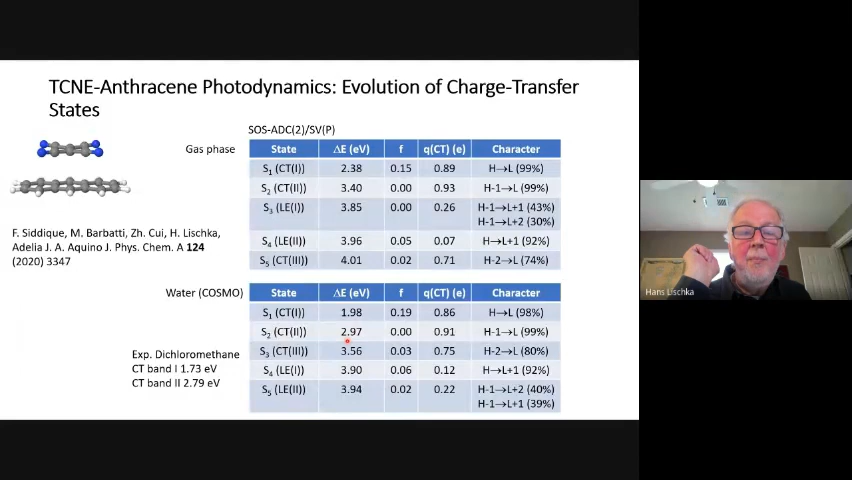 TCNE-Anthracene Photodynamics: Evolution of Charge-Transfer
States
SOS-ADC(2)/SV(P)
Gas phase
State ΔE (eV) f q(CT) (e) Character
S₁ (CT(I)) 2.38 0.15 0.89 H→L (99%)
S₂ (CT(II)) 3.40 0.00 0.93 H-1→L (99%)
S₃ (LE(I)) 3.85 0.00 0.26 H-1→L+1 (43%)
H-1→L+2 (30%)
S₄ (LE(II)) 3.96 0.05 0.07 H→L+1 (92%)
S₅ (CT(III)) 4.01 0.02 0.71 H-2→L (74%)
F. Siddique, M. Barbatti, Zh. Cui, H. Lischka,
Adelia J. A. Aquino J. Phys. Chem. A 124
(2020) 3347
Water (COSMO)
State ΔE (eV) f q(CT) (e) Character
S₁ (CT(I)) 1.98 0.19 0.86 H→L (98%)
S₂ (CT(II)) 2.97 0.00 0.91 H-1→L (99%)
S₃ (CT(III)) 3.56 0.03 0.75 H-2→L (80%)
S₄ (LE(I)) 3.90 0.06 0.12 H→L+1 (92%)
S₅ (LE(II)) 3.94 0.02 0.22 H-1→L+2 (40%)
H-1→L+1 (39%)
Exp. Dichloromethane
CT band I 1.73 eV
CT band II 2.79 eV
Hans Lischka